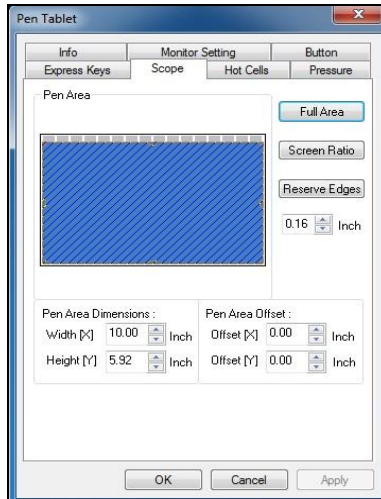 Pen Tablet
Info Monitor Setting Button
Express Keys Scope Hot Cells Pressure
Pen Area
Full Area
Screen Ratio
Reserve Edges
0.16 Inch
Pen Area Dimensions : Pen Area Offset :
Width [X] 10.00 Inch Offset [X] 0.00 Inch
Height [Y] 5.92 Inch Offset [Y] 0.00 Inch
OK Cancel Apply